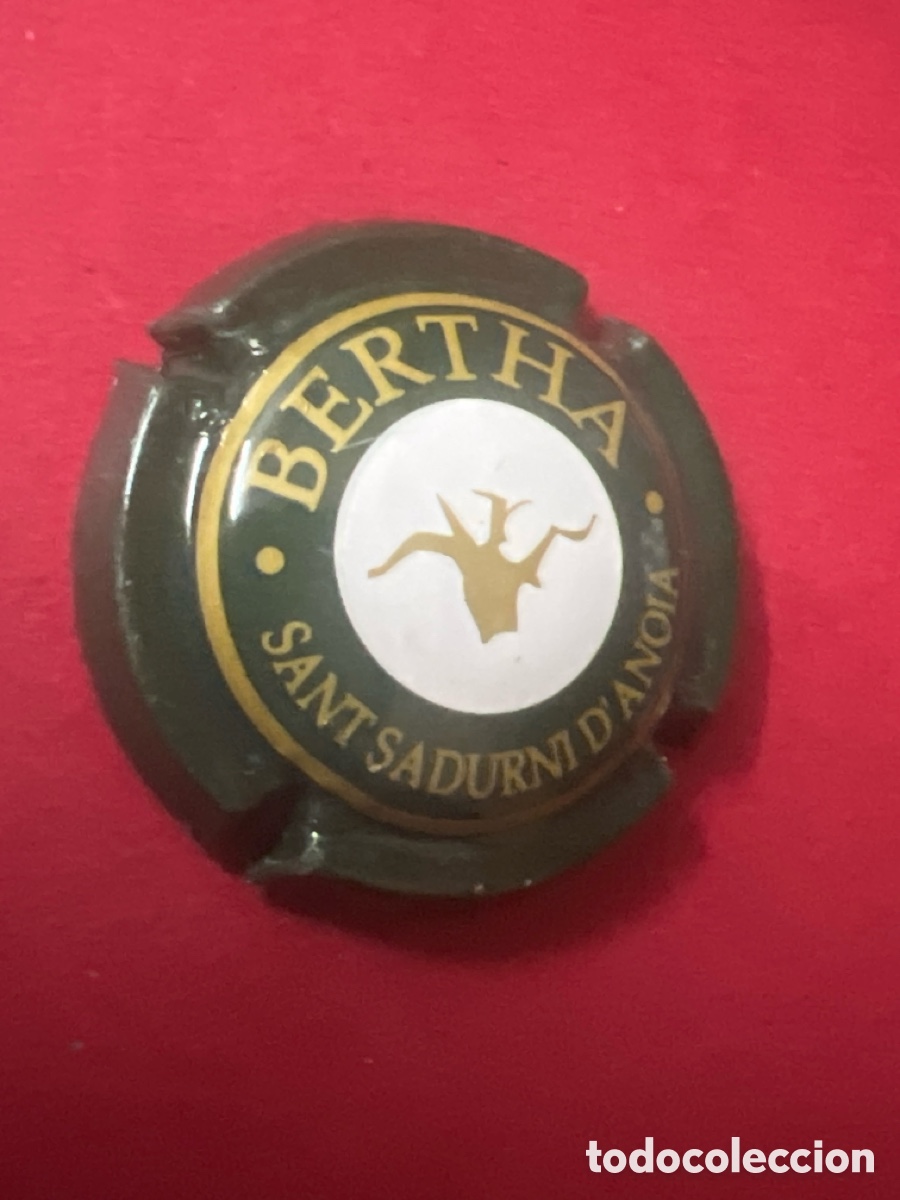 BERTHA
SANT SADURNI D'ANOIA
todocoleccion